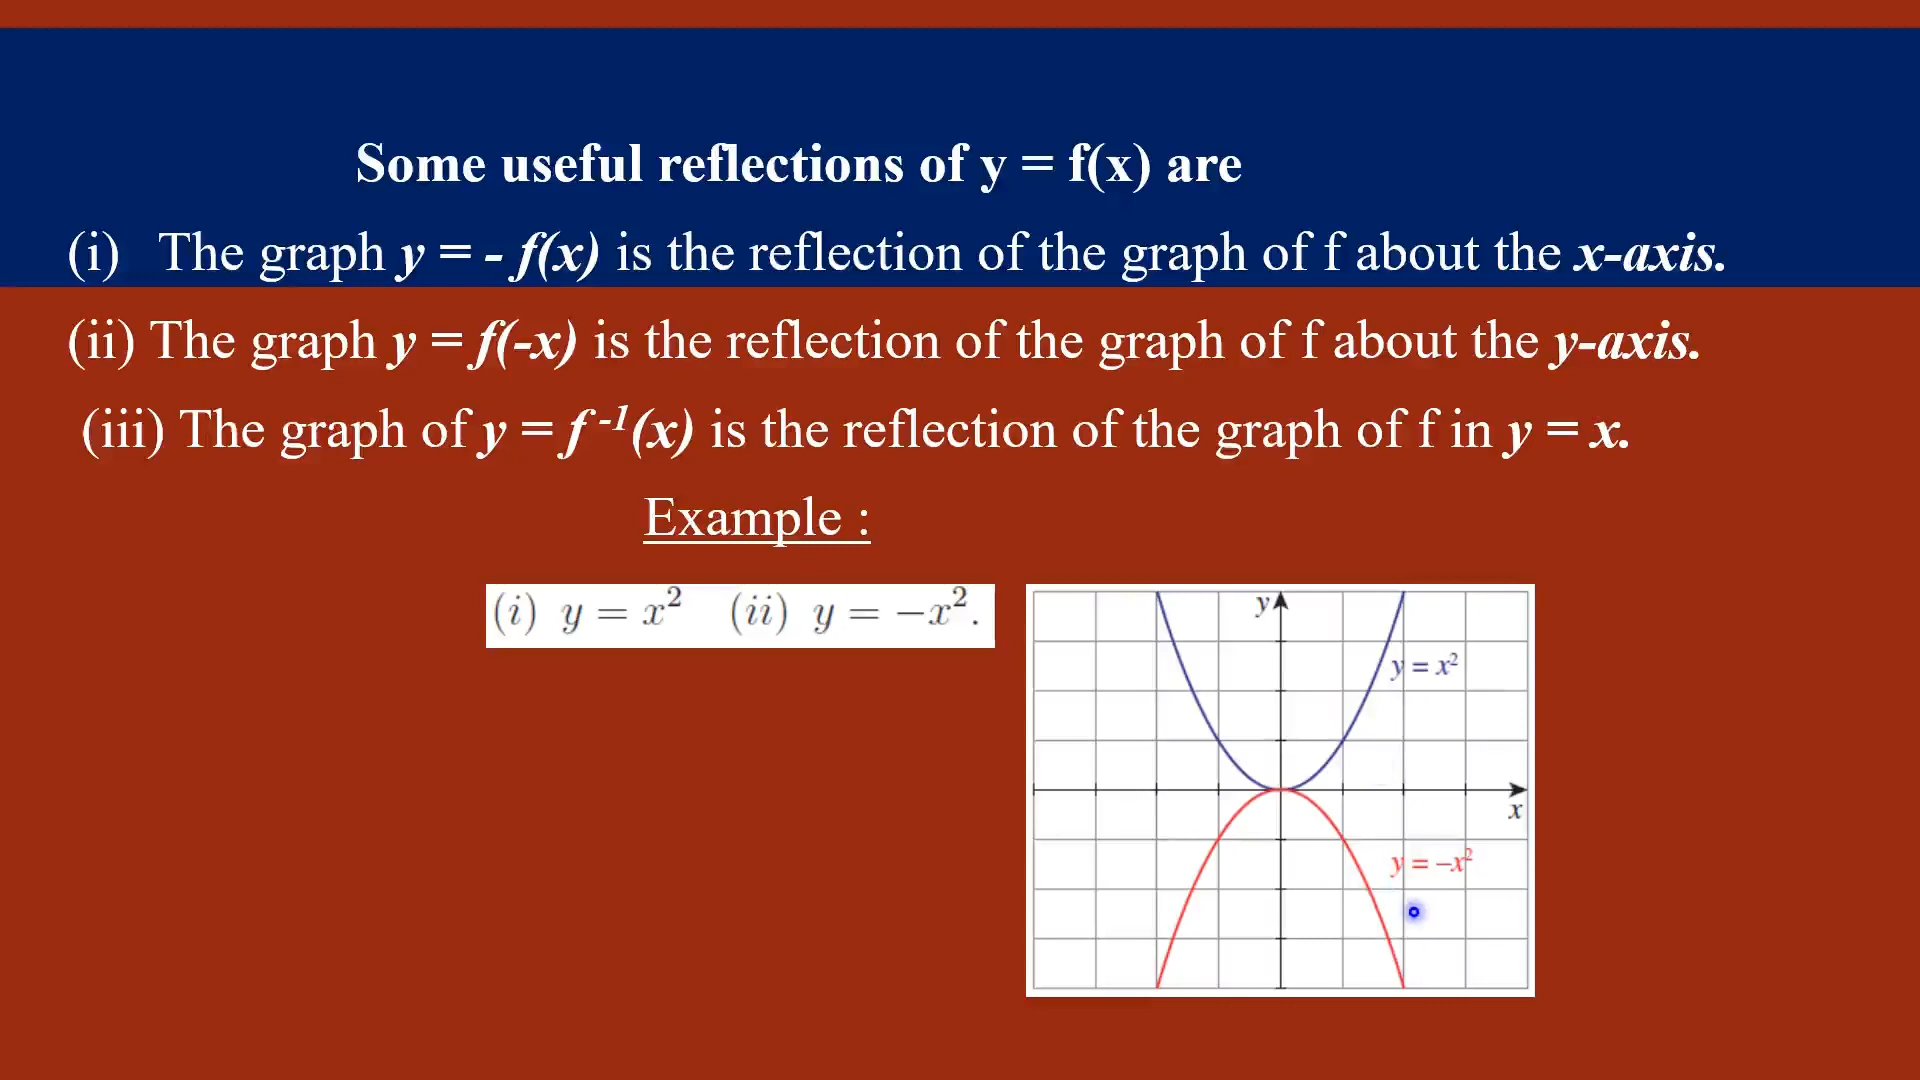 Some useful reflections of y = f(x) are
(i) The graph y = - f(x) is the reflection of the graph of f about the x-axis.
(ii) The graph y = f(-x) is the reflection of the graph of f about the y-axis.
(iii) The graph of y = f⁻¹(x) is the reflection of the graph of f in y = x.
Example :
(i) y = x² (ii) y = −x².
y
y = x²
x
y = −x²